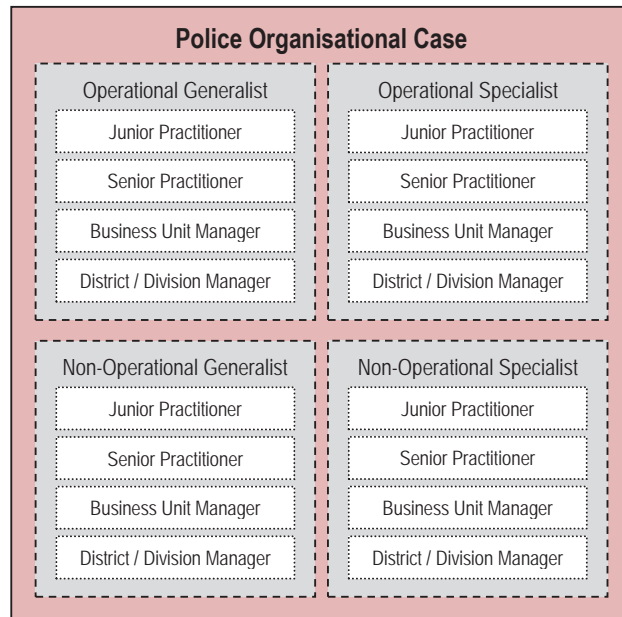 Police Organisational Case
Operational Generalist
Junior Practitioner
Senior Practitioner
Business Unit Manager
District / Division Manager
Operational Specialist
Junior Practitioner
Senior Practitioner
Business Unit Manager
District / Division Manager
Non-Operational Generalist
Junior Practitioner
Senior Practitioner
Business Unit Manager
District / Division Manager
Non-Operational Specialist
Junior Practitioner
Senior Practitioner
Business Unit Manager
District / Division Manager